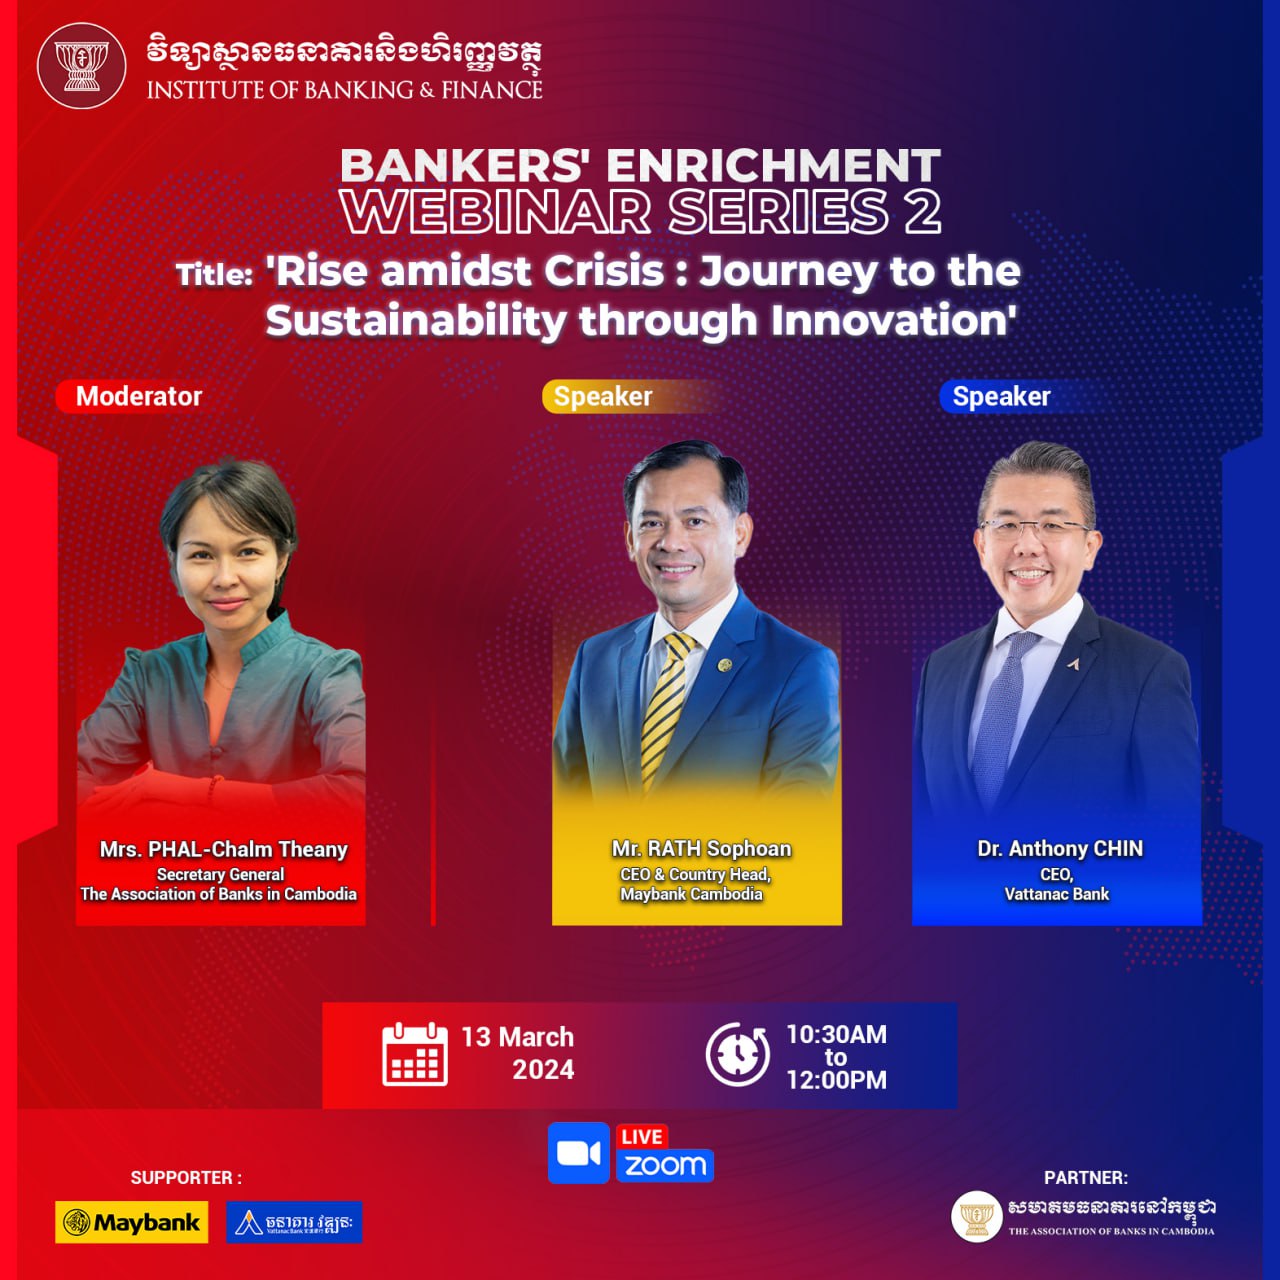 វិទ្យាស្ថានធនាគារនិងហិរញ្ញវត្ថុ
INSTITUTE OF BANKING & FINANCE
BANKERS' ENRICHMENT
WEBINAR SERIES 2
Title: 'Rise amidst Crisis : Journey to the
Sustainability through Innovation'
Moderator
Speaker
Speaker
Mrs. PHAL-Chalm Theany
Secretary General
The Association of Banks in Cambodia
Mr. RATH Sophoan
CEO & Country Head,
Maybank Cambodia
Dr. Anthony CHIN
CEO,
Vattanac Bank
13 March
2024
10:30AM
to
12:00PM
LIVE
zoom
SUPPORTER :
Maybank
ធនាគារ វឌ្ឍនៈ
Vattanac Bank
PARTNER:
សមាគមធនាគារនៅកម្ពុជា
THE ASSOCIATION OF BANKS IN CAMBODIA